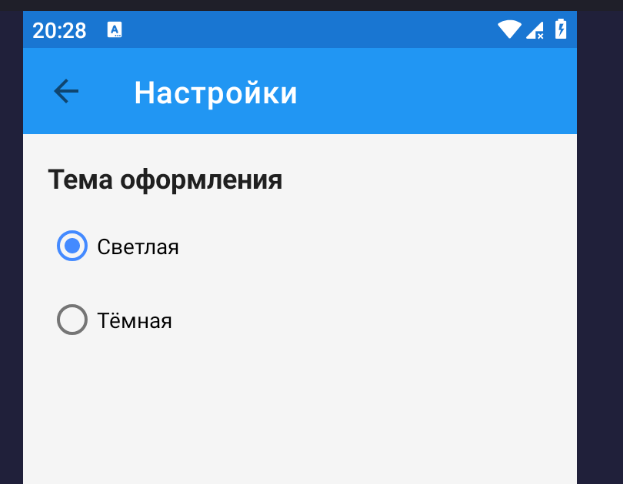 20:28
Настройки
Тема оформления
Светлая
Тёмная